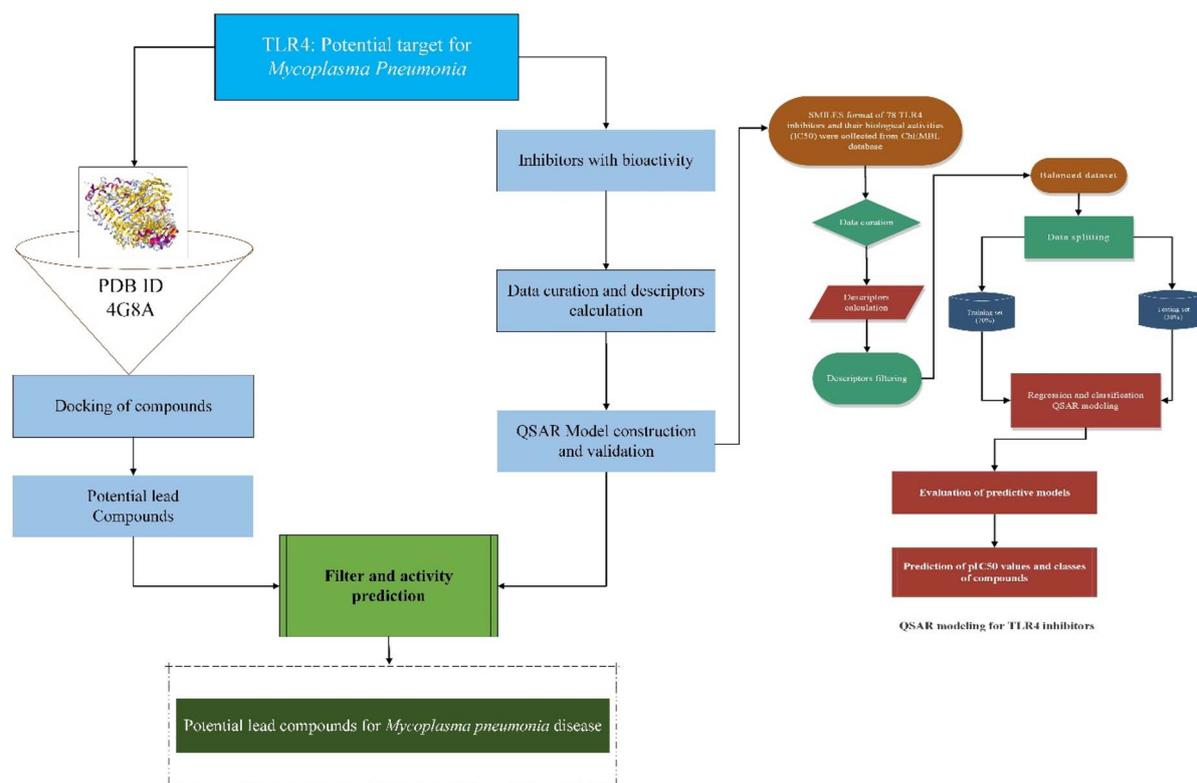 TLR4: Potential target for
Mycoplasma Pneumonia
PDB ID
4G8A
Docking of compounds
Potential lead
Compounds
Inhibitors with bioactivity
Data curation and descriptors
calculation
QSAR Model construction
and validation
Filter and activity
prediction
Potential lead compounds for Mycoplasma pneumonia disease
SMILES format of 78 TLR4
inhibitors and their biological activities
(IC50) were collected from ChEMBL
database
Data curation
Descriptors
calculation
Descriptors filtering
Balanced dataset
Data splitting
Training set
(70%)
Testing set
(30%)
Regression and classification
QSAR modeling
Evaluation of predictive models
Prediction of pIC50 values and classes
of compounds
QSAR modeling for TLR4 inhibitors